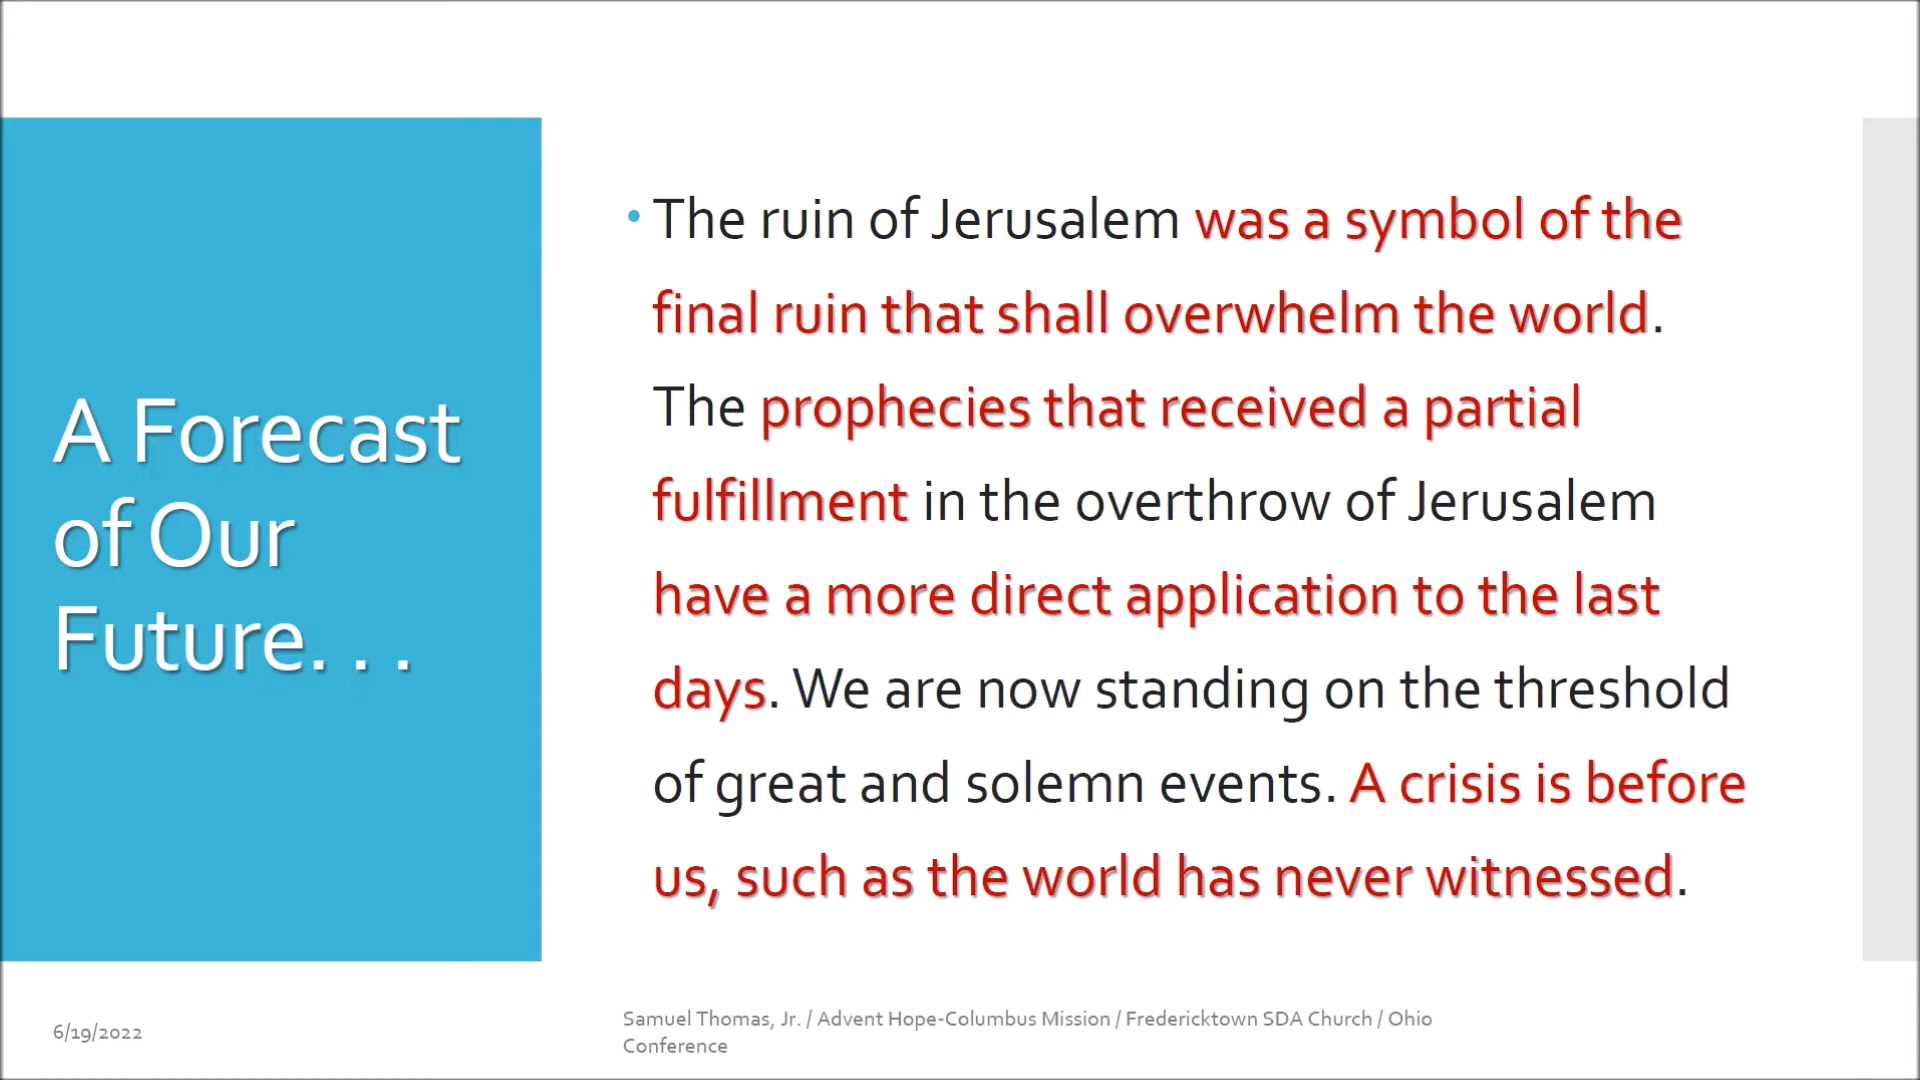 A Forecast
of Our
Future. . .
• The ruin of Jerusalem was a symbol of the
final ruin that shall overwhelm the world.
The prophecies that received a partial
fulfillment in the overthrow of Jerusalem
have a more direct application to the last
days. We are now standing on the threshold
of great and solemn events. A crisis is before
us, such as the world has never witnessed.
6/19/2022
Samuel Thomas, Jr. / Advent Hope-Columbus Mission / Fredericktown SDA Church / Ohio
Conference